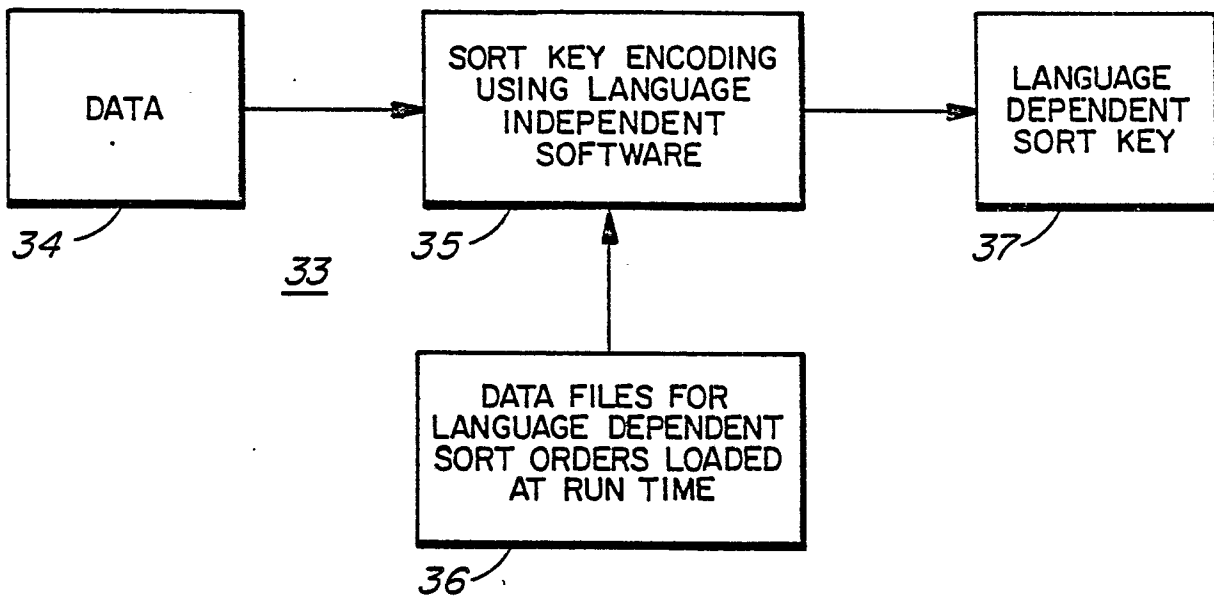 DATA
SORT KEY ENCODING
USING LANGUAGE
INDEPENDENT
SOFTWARE
LANGUAGE
DEPENDENT
SORT KEY
34
33
35
37
DATA FILES FOR
LANGUAGE DEPENDENT
SORT ORDERS LOADED
AT RUN TIME
36